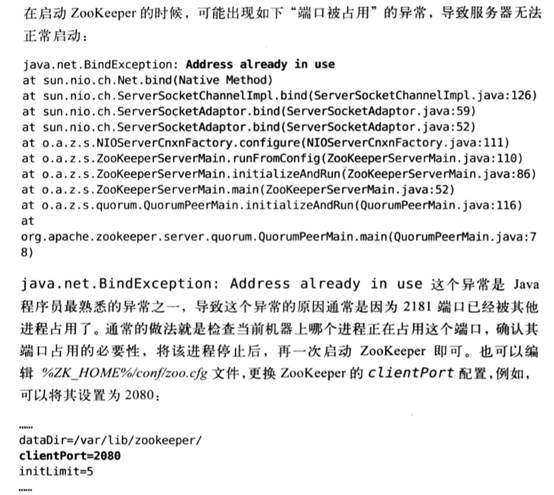 在启动 ZooKeeper 的时候，可能出现如下“端口被占用”的异常，导致服务器无法
正常启动：
java.net.BindException: Address already in use
at sun.nio.ch.Net.bind(Native Method)
at sun.nio.ch.ServerSocketChannelImpl.bind(ServerSocketChannelImpl.java:126)
at sun.nio.ch.ServerSocketAdaptor.bind(ServerSocketAdaptor.java:59)
at sun.nio.ch.ServerSocketAdaptor.bind(ServerSocketAdaptor.java:52)
at o.a.z.s.NIOServerCnxnFactory.configure(NIOServerCnxnFactory.java:111)
at o.a.z.s.ZooKeeperServerMain.runFromConfig(ZooKeeperServerMain.java:110)
at o.a.z.s.ZooKeeperServerMain.initializeAndRun(ZooKeeperServerMain.java:86)
at o.a.z.s.ZooKeeperServerMain.main(ZooKeeperServerMain.java:52)
at o.a.z.s.quorum.QuorumPeerMain.initializeAndRun(QuorumPeerMain.java:116)
at
org.apache.zookeeper.server.quorum.QuorumPeerMain.main(QuorumPeerMain.java:7
8)
java.net.BindException: Address already in use 这个异常是 Java
程序员最熟悉的异常之一，导致这个异常的原因通常是因为 2181 端口已经被其他
进程占用了。通常的做法就是检查当前机器上哪个进程正在占用这个端口，确认其
端口占用的必要性，将该进程停止后，再一次启动 ZooKeeper 即可。也可以编
辑 %ZK_HOME%/conf/zoo.cfg 文件，更换 ZooKeeper 的 clientPort 配置，例如，
可以将其设置为 2080：
……
dataDir=/var/lib/zookeeper/
clientPort=2080
initLimit=5
……